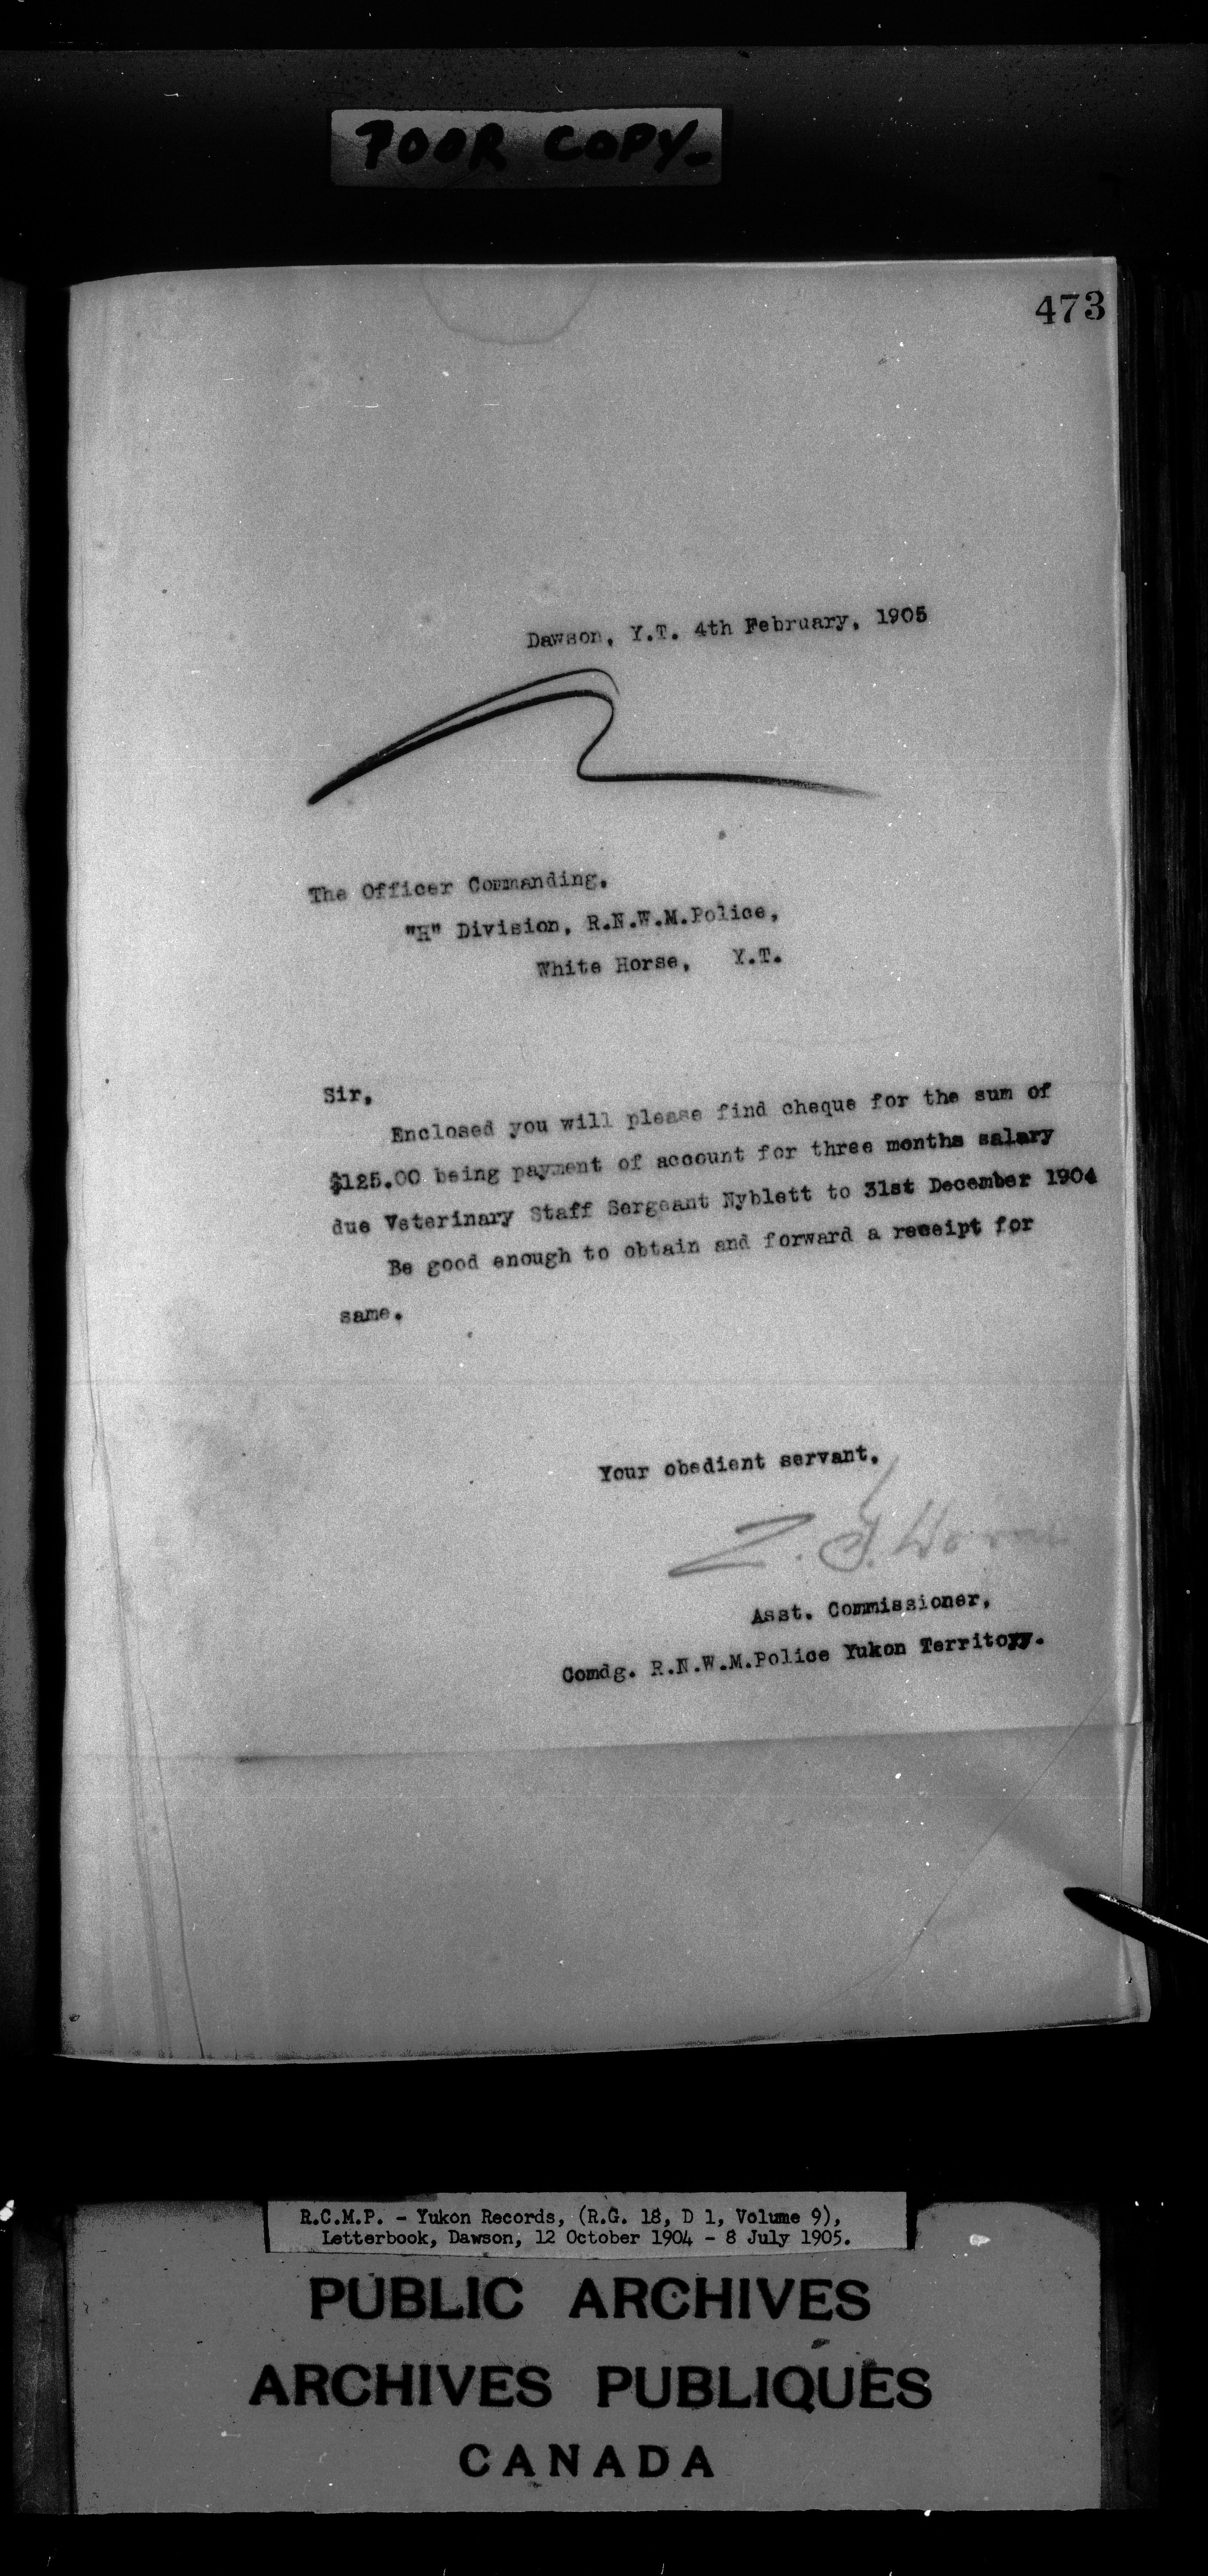 POOR COPY.
473
Dawson, Y.T. 4th February, 1905
The Officer Commanding,
"H" Division, R.N.W.M.Police,
White Horse, Y.T.
Sir,
Enclosed you will please find cheque for the sum of
$125.00 being payment of account for three months salary
due Veterinary Staff Sergeant Nyblett to 31st December 1904
Be good enough to obtain and forward a receipt for
same.
Your obedient servant,
Z. T. Wood
Asst. Commissioner,
Comdg. R.N.W.M.Police Yukon Territory.
R.C.M.P. - Yukon Records, (R.G. 18, D 1, Volume 9),
Letterbook, Dawson, 12 October 1904 - 8 July 1905.
PUBLIC ARCHIVES
ARCHIVES PUBLIQUES
CANADA